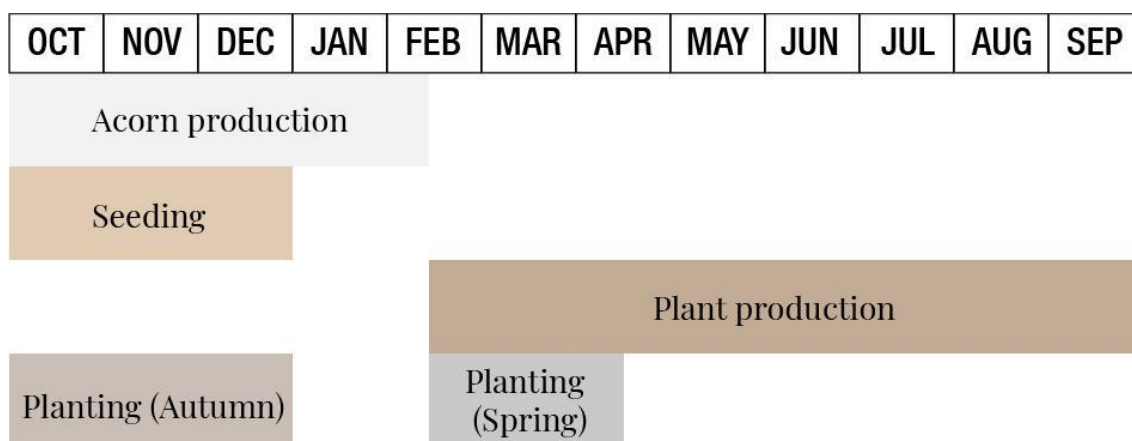 OCT NOV DEC JAN FEB MAR APR MAY JUN JUL AUG SEP
Acorn production
Seeding
Plant production
Planting (Autumn)
Planting
(Spring)